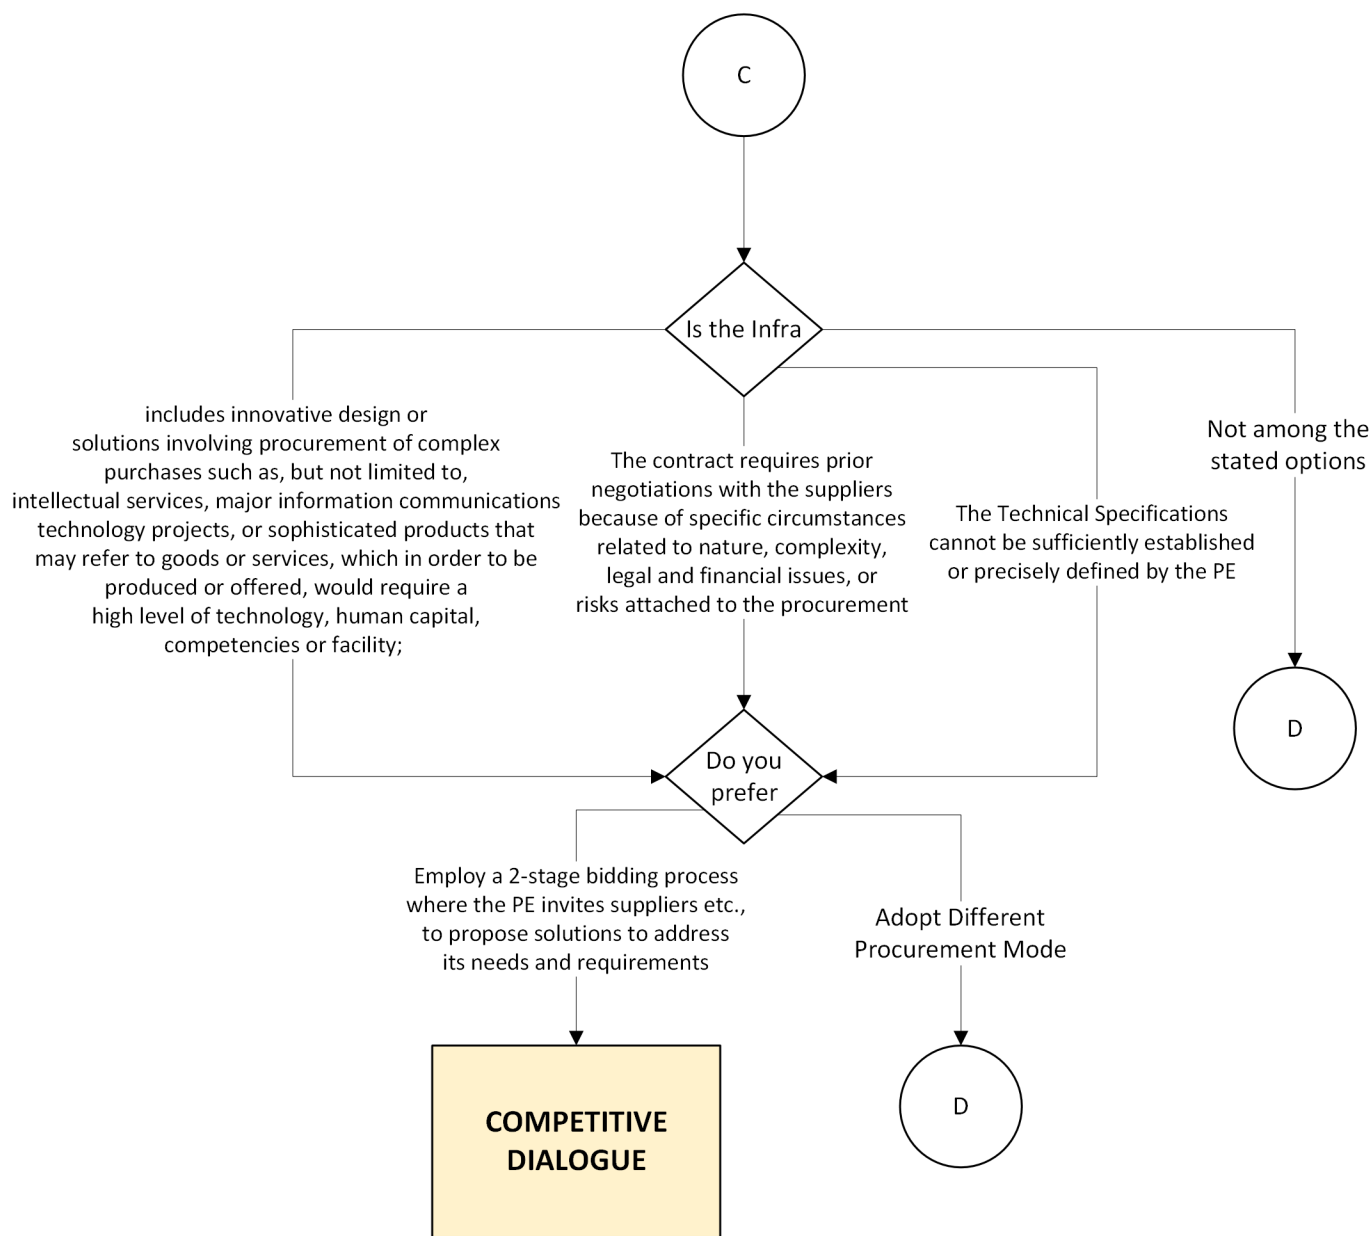 C
Is the Infra
includes innovative design or
solutions involving procurement of complex
purchases such as, but not limited to,
intellectual services, major information communications
technology projects, or sophisticated products that
may refer to goods or services, which in order to be
produced or offered, would require a
high level of technology, human capital,
competencies or facility;
The contract requires prior
negotiations with the suppliers
because of specific circumstances
related to nature, complexity,
legal and financial issues, or
risks attached to the procurement
The Technical Specifications
cannot be sufficiently established
or precisely defined by the PE
Not among the
stated options
D
Do you
prefer
Employ a 2-stage bidding process
where the PE invites suppliers etc.,
to propose solutions to address
its needs and requirements
Adopt Different
Procurement Mode
COMPETITIVE
DIALOGUE
D